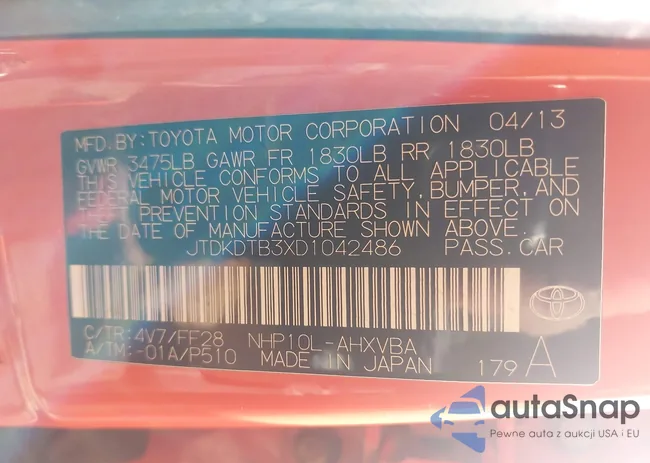 MFD.BY:TOYOTA MOTOR CORPORATION 04/13
GVWR 3475LB GAWR FR 1830LB RR 1830LB
THIS VEHICLE CONFORMS TO ALL APPLICABLE
FEDERAL MOTOR VEHICLE SAFETY,BUMPER,AND
THEFT PREVENTION STANDARDS IN EFFECT ON
THE DATE OF MANUFACTURE SHOWN ABOVE.
JTDKDTB3XD1042486 PASS.CAR
C/TR:4V7/FF28 NHP10L-AHXVBA
A/TM:-01A/P510 MADE IN JAPAN 179A
autaSnap
Pewne auta z aukcji USA i EU